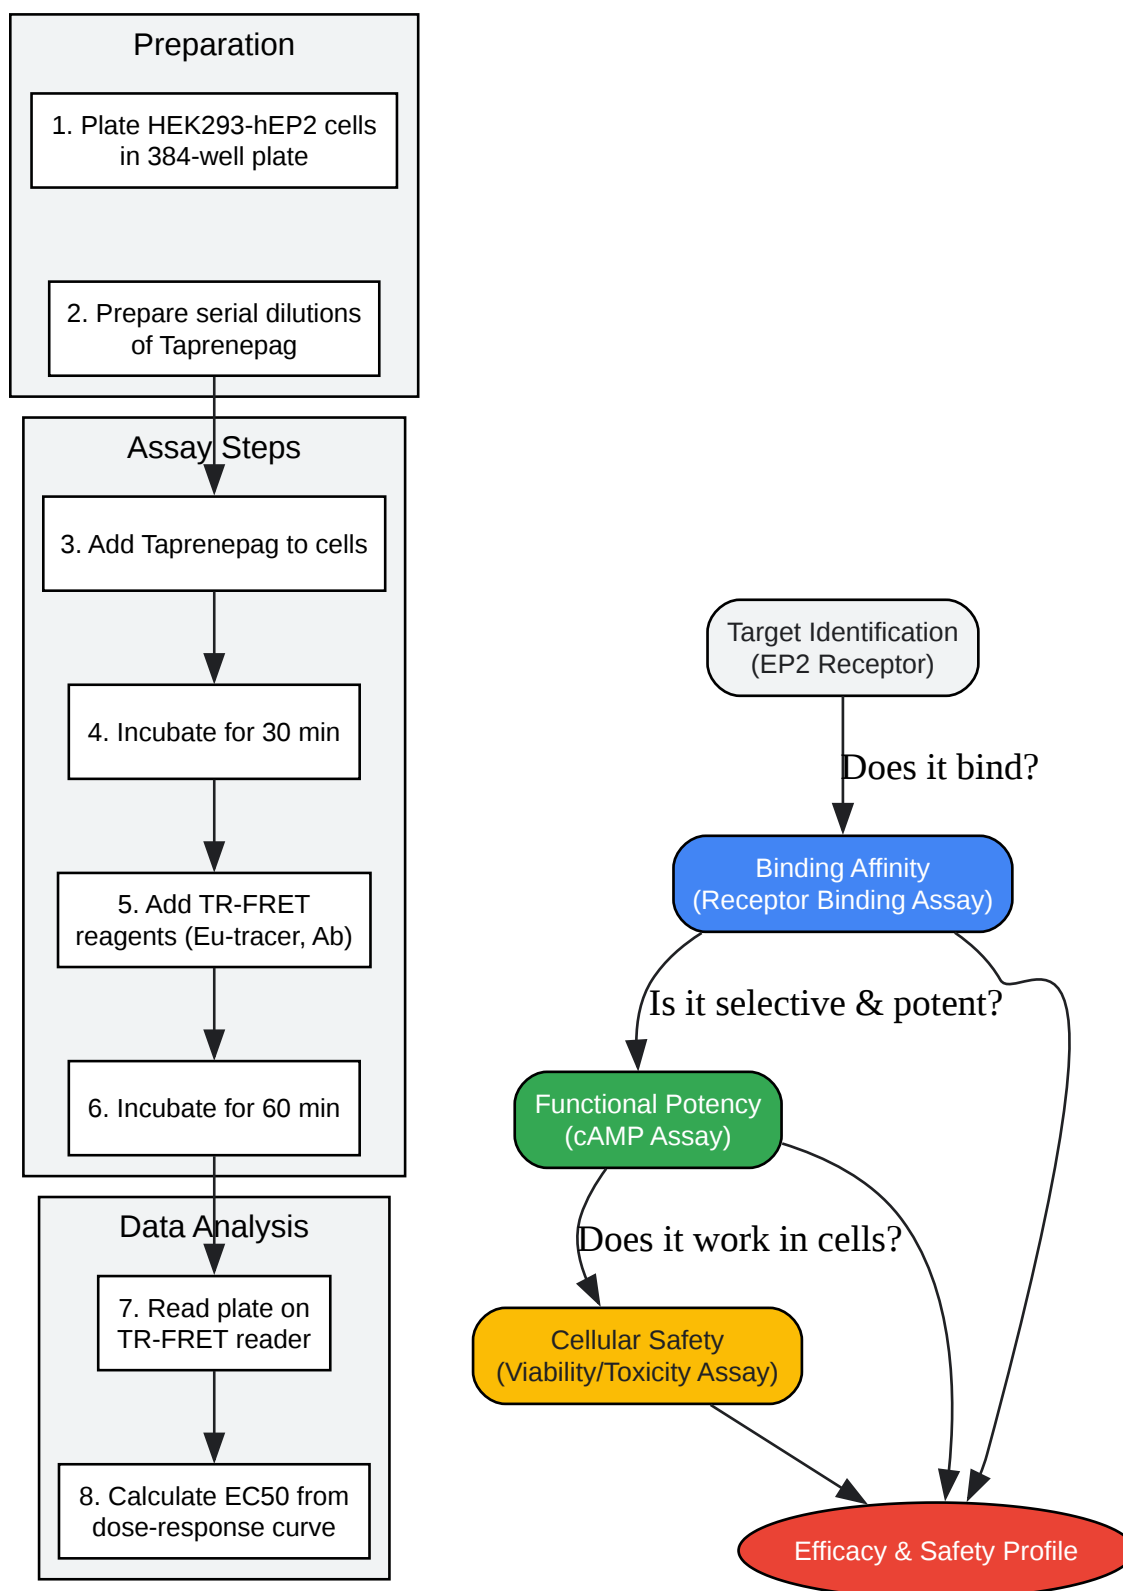 Preparation
1. Plate HEK293-hEP2 cells
in 384-well plate
2. Prepare serial dilutions
of Taprenepag
Assay Steps
3. Add Taprenepag to cells
4. Incubate for 30 min
5. Add TR-FRET
reagents (Eu-tracer, Ab)
6. Incubate for 60 min
Data Analysis
7. Read plate on
TR-FRET reader
8. Calculate EC50 from
dose-response curve
Target Identification
(EP2 Receptor)
Does it bind?
Binding Affinity
(Receptor Binding Assay)
Is it selective & potent?
Functional Potency
(cAMP Assay)
Does it work in cells?
Cellular Safety
(Viability/Toxicity Assay)
Efficacy & Safety Profile